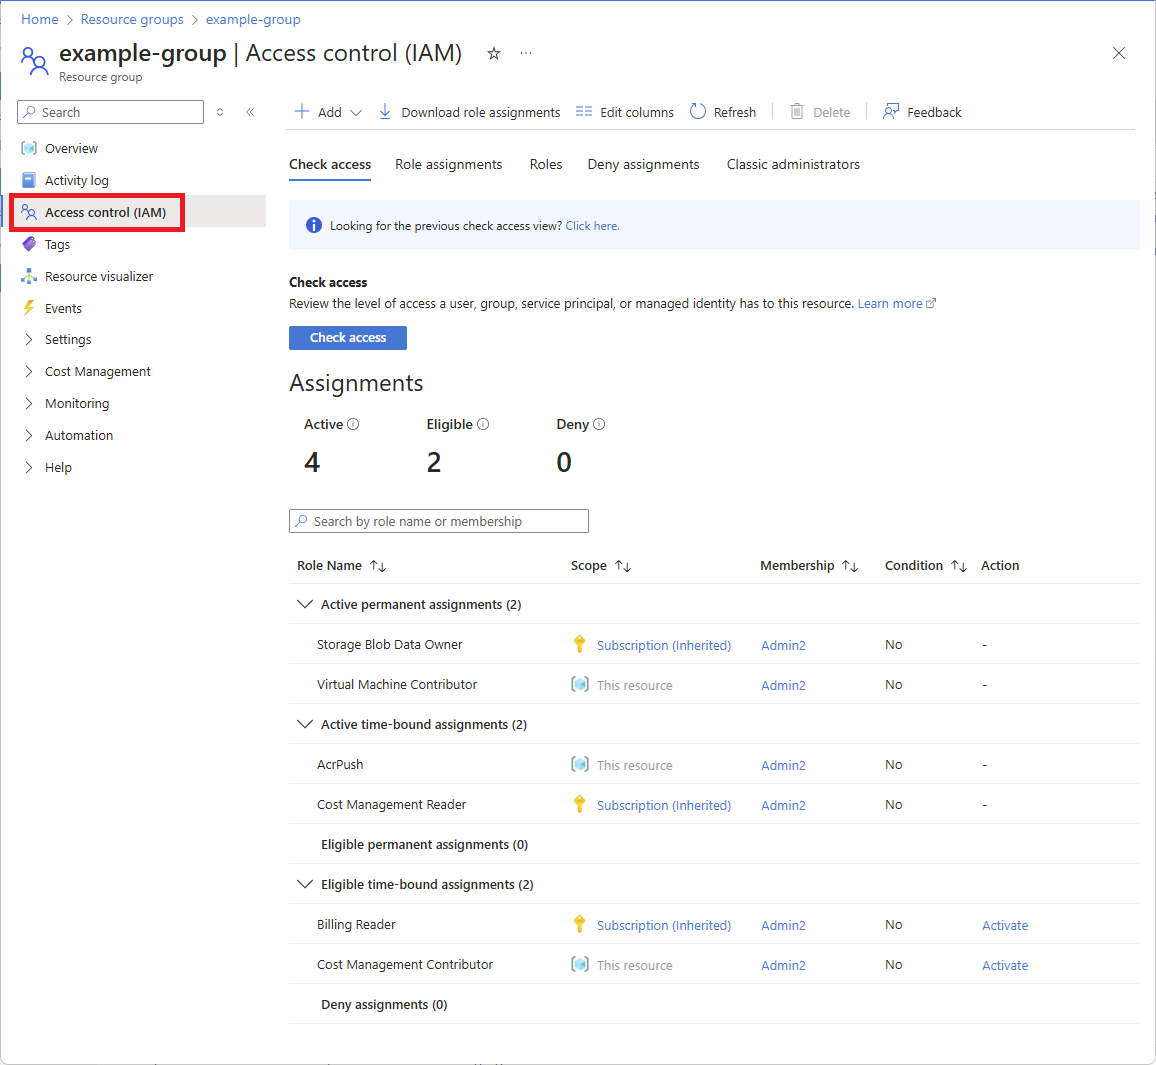 Home > Resource groups > example-group
example-group | Access control (IAM) ☆ ...
Resource group
Search
Overview
Activity log
Access control (IAM)
Tags
Resource visualizer
Events
Settings
Cost Management
Monitoring
Automation
Help
Add Download role assignments Edit columns Refresh Delete Feedback
Check access Role assignments Roles Deny assignments Classic administrators
Looking for the previous check access view? Click here.
Check access
Review the level of access a user, group, service principal, or managed identity has to this resource. Learn more
Check access
Assignments
Active Eligible Deny
4 2 0
Search by role name or membership
Role Name Scope Membership Condition Action
Active permanent assignments (2)
Storage Blob Data Owner Subscription (Inherited) Admin2 No -
Virtual Machine Contributor This resource Admin2 No -
Active time-bound assignments (2)
AcrPush This resource Admin2 No -
Cost Management Reader Subscription (Inherited) Admin2 No -
Eligible permanent assignments (0)
Eligible time-bound assignments (2)
Billing Reader Subscription (Inherited) Admin2 No Activate
Cost Management Contributor This resource Admin2 No Activate
Deny assignments (0)